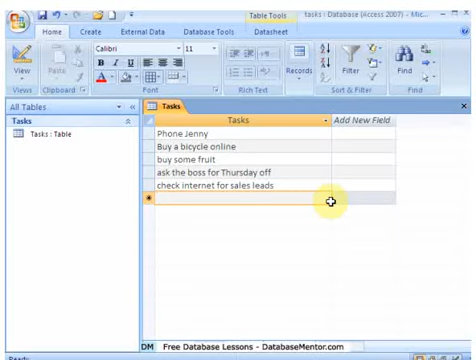 Table Tools
tasks : Database (Access 2007) - Mic...
Home Create External Data Database Tools Datasheet
View
Paste
Calibri 11
B I U
A
Records
Filter
Find
Views Clipboard Font Rich Text Sort & Filter Find
All Tables
Tasks
Tasks : Table
Tasks
Tasks Add New Field
Phone Jenny
Buy a bicycle online
buy some fruit
ask the boss for Thursday off
check internet for sales leads
DM Free Database Lessons - DatabaseMentor.com
Ready